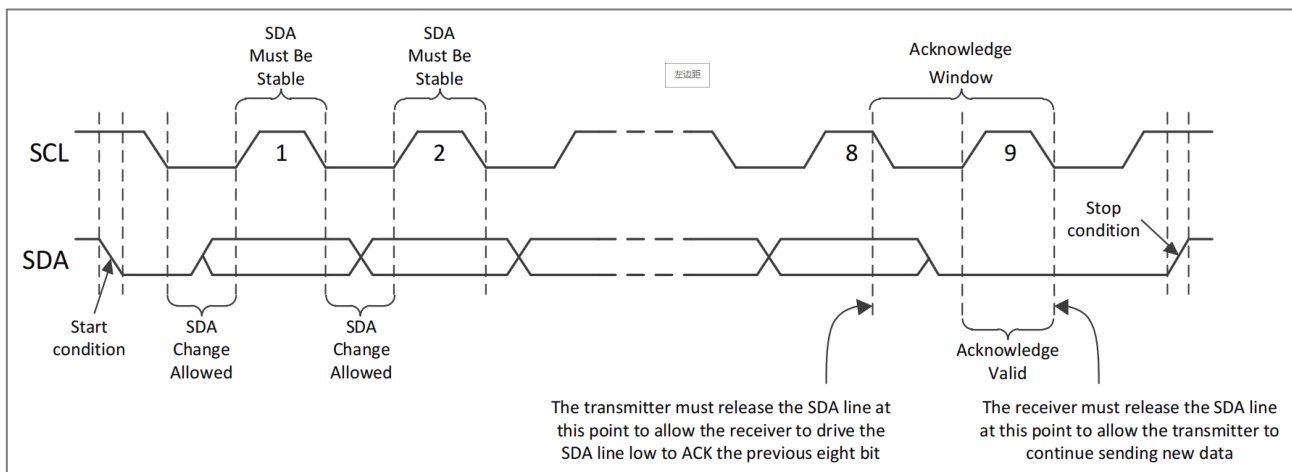 SDA
Must Be
Stable
SDA
Must Be
Stable
左边距
Acknowledge
Window
SCL
1
2
8
9
Stop
condition
SDA
Start
condition
SDA
Change
Allowed
SDA
Change
Allowed
Acknowledge
Valid
The transmitter must release the SDA line at
this point to allow the receiver to drive the
SDA line low to ACK the previous eight bit
The receiver must release the SDA line
at this point to allow the transmitter to
continue sending new data